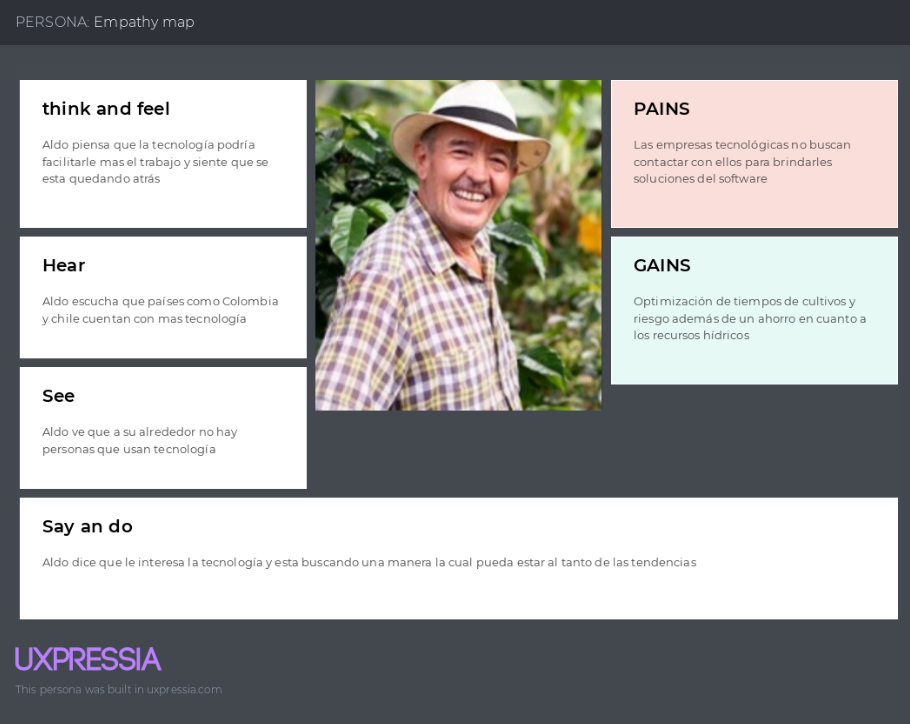 PERSONA: Empathy map
think and feel
Aldo piensa que la tecnología podría
facilitarle mas el trabajo y siente que se
esta quedando atrás
Hear
Aldo escucha que países como Colombia
y chile cuentan con mas tecnología
See
Aldo ve que a su alrededor no hay
personas que usan tecnología
PAINS
Las empresas tecnológicas no buscan
contactar con ellos para brindarles
soluciones del software
GAINS
Optimización de tiempos de cultivos y
riesgo además de un ahorro en cuanto a
los recursos hídricos
Say an do
Aldo dice que le interesa la tecnología y esta buscando una manera la cual pueda estar al tanto de las tendencias
UXPRESSIA
This persona was built in uxpressia.com